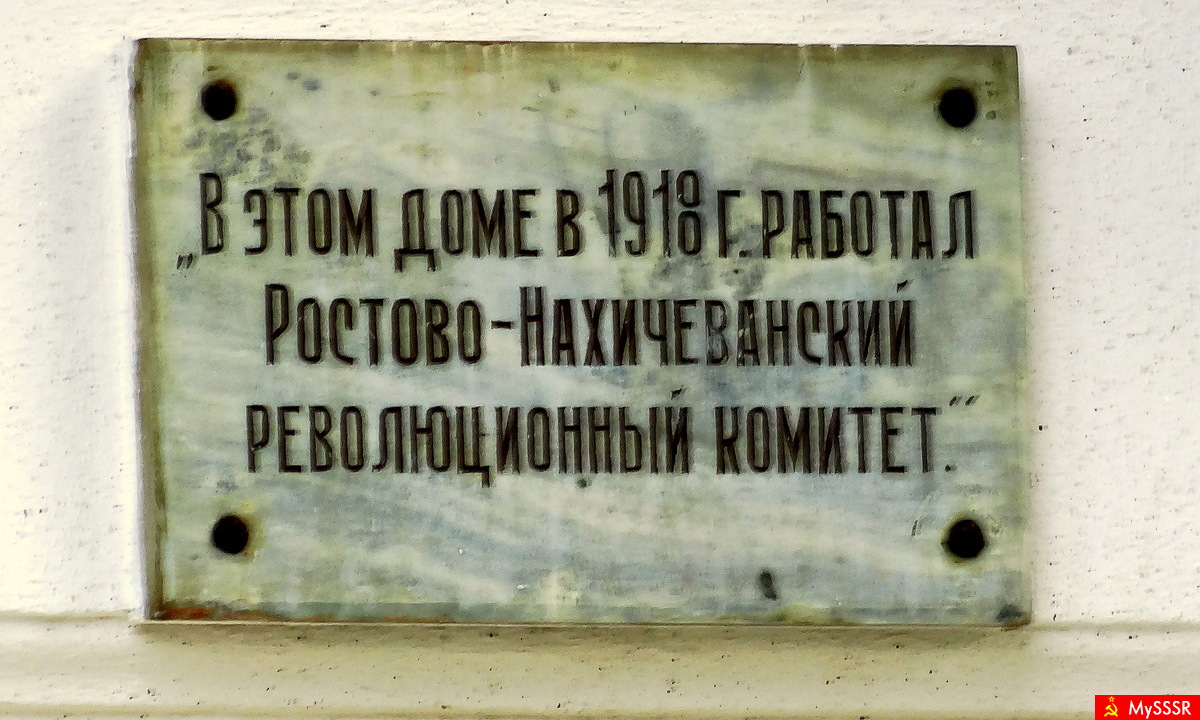 „В этом доме в 1918 г. работал
Ростово-Нахичеванский
революционный комитет.“
MySSSR